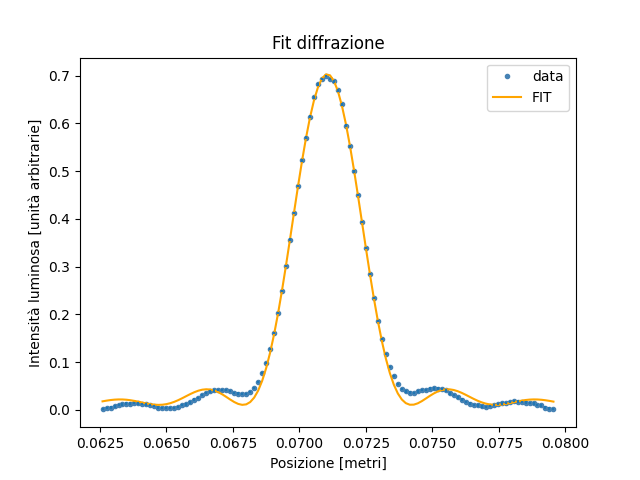 Fit diffrazione
data
FIT
Intensità luminosa [unità arbitrarie]
0.7
0.6
0.5
0.4
0.3
0.2
0.1
0.0
0.0625 0.0650 0.0675 0.0700 0.0725 0.0750 0.0775 0.0800
Posizione [metri]